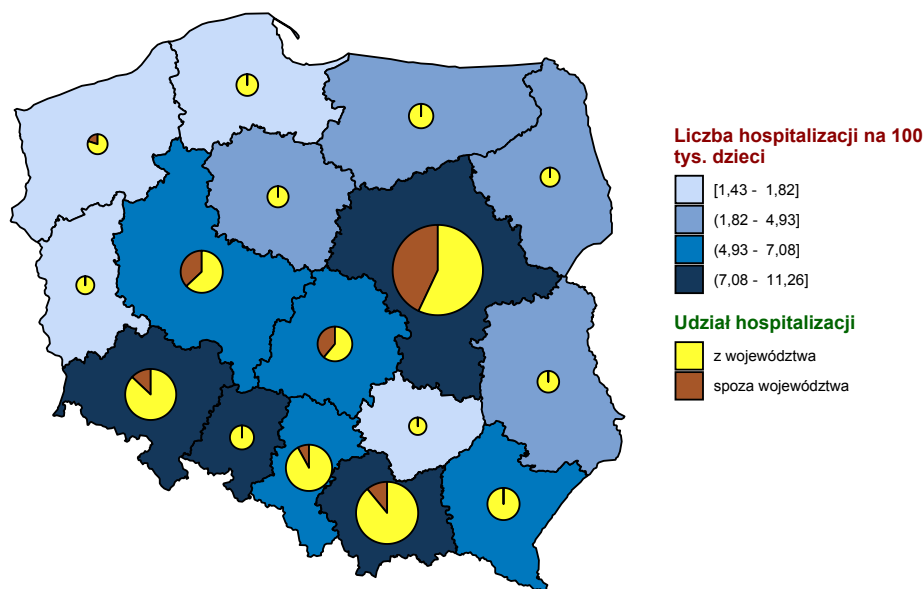 Liczba hospitalizacji na 100
tys. dzieci
[1,43 - 1,82]
(1,82 - 4,93]
(4,93 - 7,08]
(7,08 - 11,26]
Udział hospitalizacji
z województwa
spoza województwa